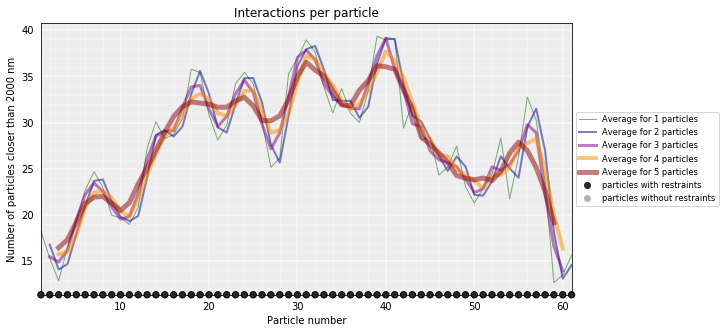 Interactions per particle
Number of particles closer than 2000 nm
40
35
30
25
20
15
10
20
30
40
50
60
Particle number
Average for 1 particles
Average for 2 particles
Average for 3 particles
Average for 4 particles
Average for 5 particles
particles with restraints
particles without restraints